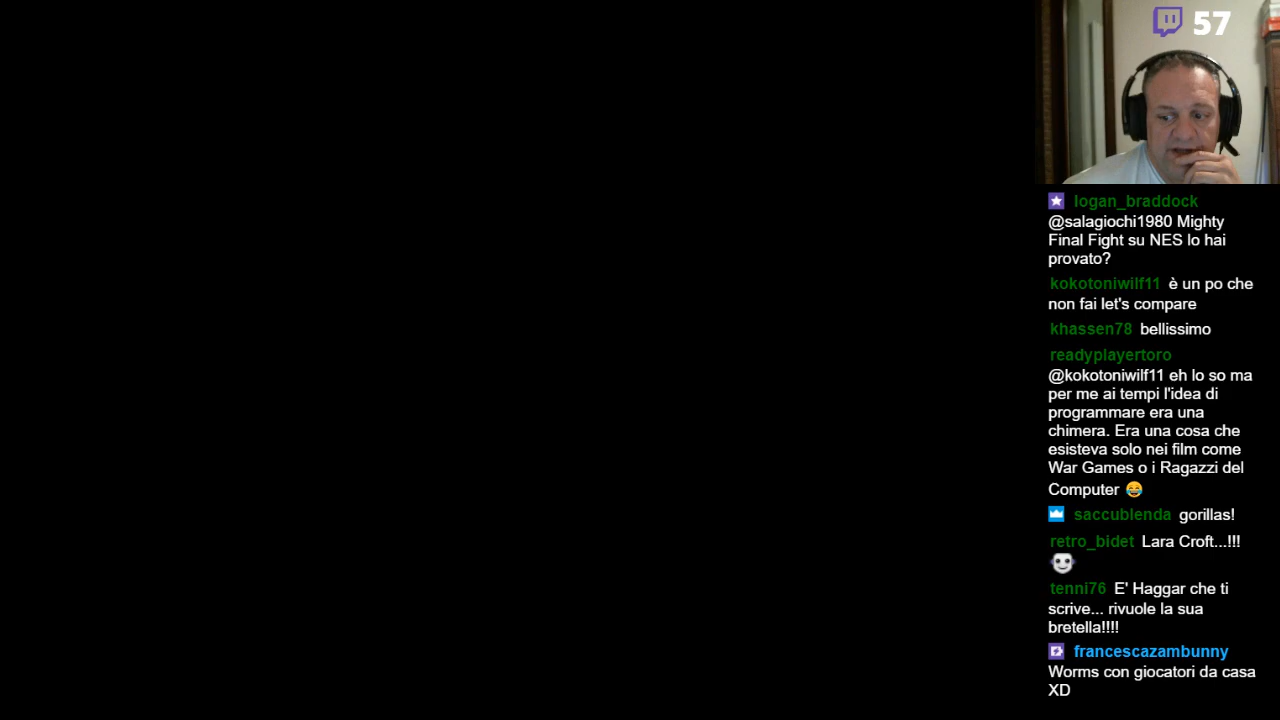 57
logan_braddock
@salagiochi1980 Mighty
Final Fight su NES lo hai
provato?
kokotoniwilf11 è un po che
non fai let's compare
khassen78 bellissimo
readyplayertoro
@kokotoniwilf11 eh lo so ma
per me ai tempi l'idea di
programmare era una
chimera. Era una cosa che
esisteva solo nei film come
War Games o i Ragazzi del
Computer 😂
saccublenda gorillas!
retro_bidet Lara Croft...!!!
tenni76 E' Haggar che ti
scrive... rivuole la sua
bretella!!!!
francescazambunny
Worms con giocatori da casa
XD